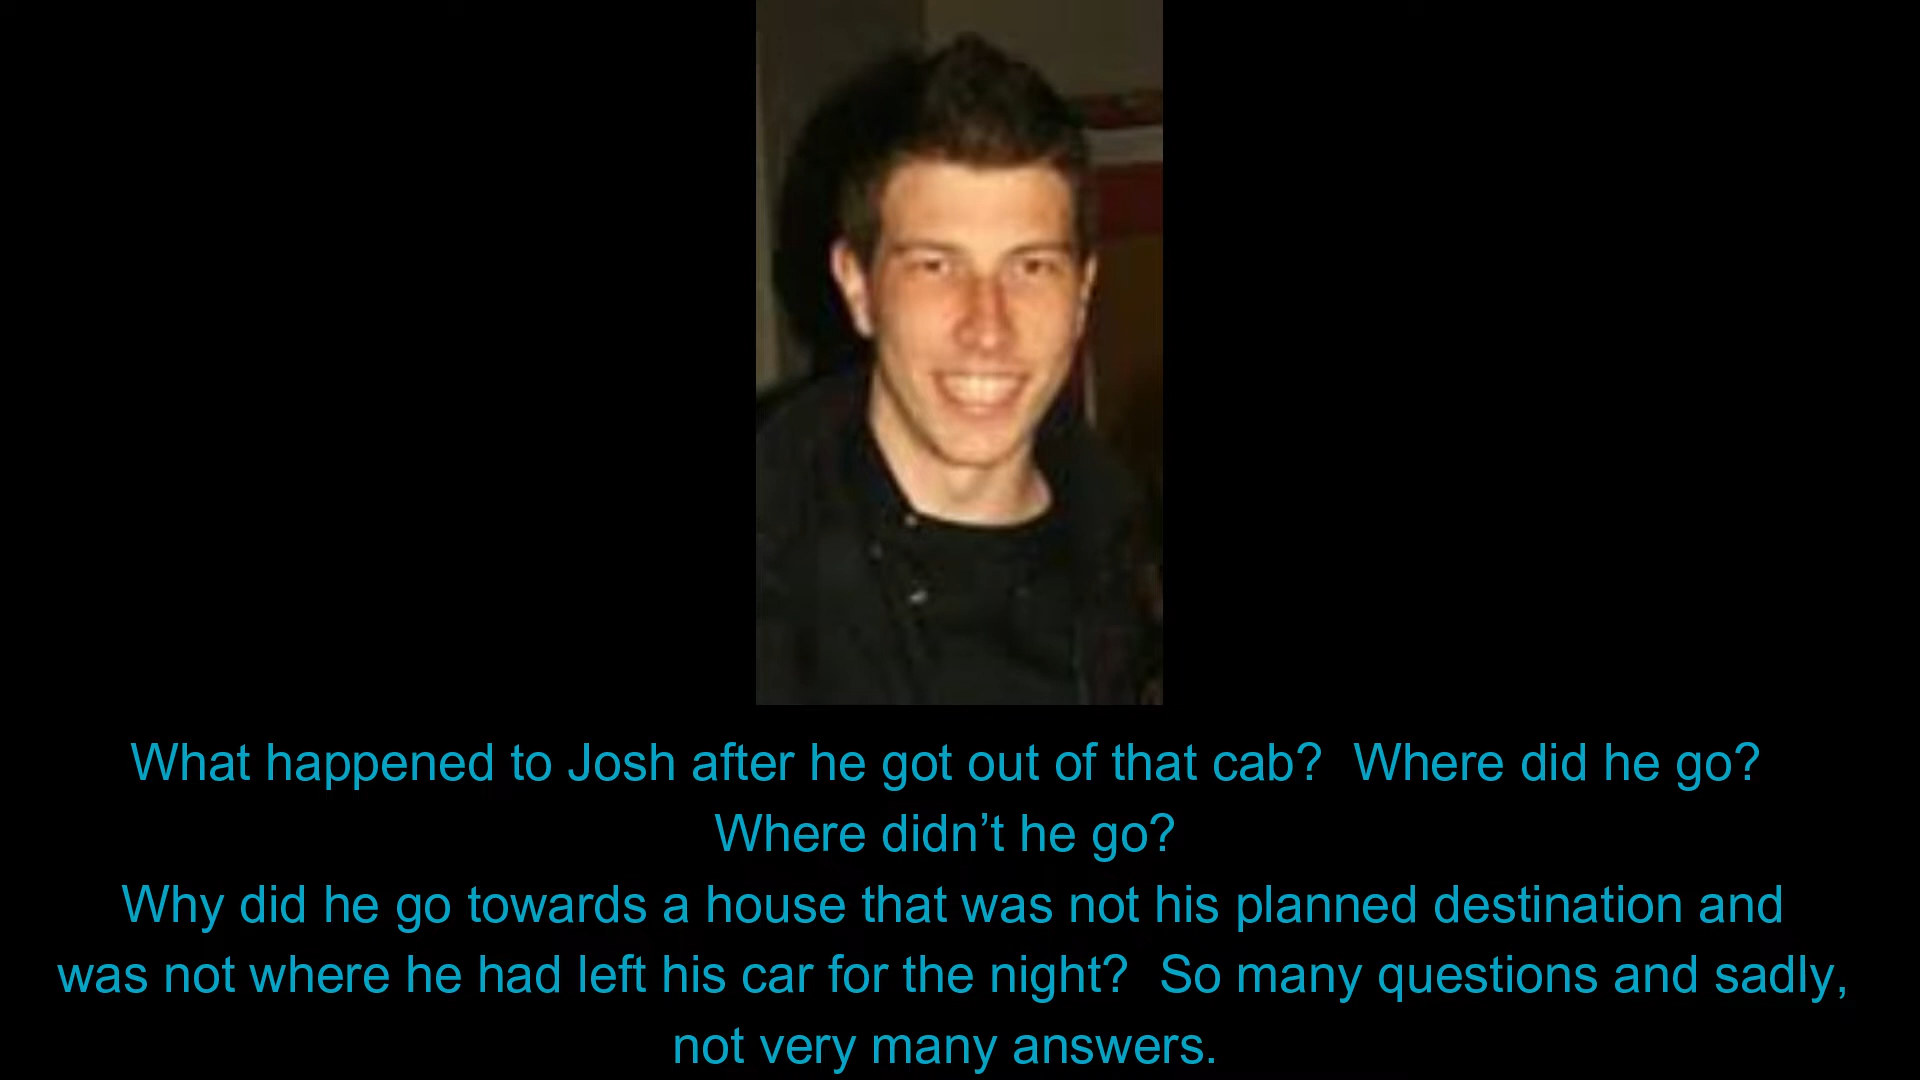 What happened to Josh after he got out of that cab?  Where did he go?
Where didn’t he go?
Why did he go towards a house that was not his planned destination and
was not where he had left his car for the night?  So many questions and sadly,
not very many answers.